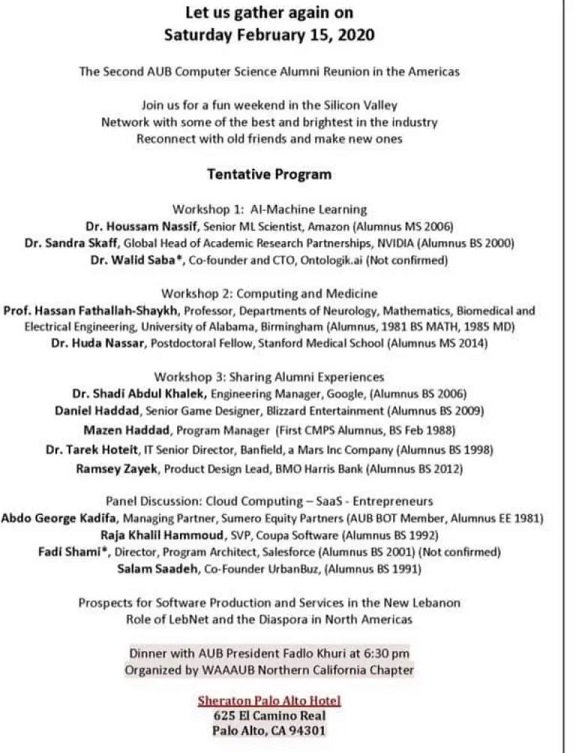 Let us gather again on
Saturday February 15, 2020
The Second AUB Computer Science Alumni Reunion in the Americas
Join us for a fun weekend in the Silicon Valley
Network with some of the best and brightest in the industry
Reconnect with old friends and make new ones
Tentative Program
Workshop 1: AI-Machine Learning
Dr. Houssam Nassif, Senior ML Scientist, Amazon (Alumnus MS 2006)
Dr. Sandra Skaff, Global Head of Academic Research Partnerships, NVIDIA (Alumnus BS 2000)
Dr. Walid Saba*, Co-founder and CTO, Ontologik.ai (Not confirmed)
Workshop 2: Computing and Medicine
Prof. Hassan Fathallah-Shaykh, Professor, Departments of Neurology, Mathematics, Biomedical and
Electrical Engineering, University of Alabama, Birmingham (Alumnus, 1981 BS MATH, 1985 MD)
Dr. Huda Nassar, Postdoctoral Fellow, Stanford Medical School (Alumnus MS 2014)
Workshop 3: Sharing Alumni Experiences
Dr. Shadi Abdul Khalek, Engineering Manager, Google, (Alumnus BS 2006)
Daniel Haddad, Senior Game Designer, Blizzard Entertainment (Alumnus BS 2009)
Mazen Haddad, Program Manager (First CMPS Alumnus, BS Feb 1988)
Dr. Tarek Hoteit, IT Senior Director, Banfield, a Mars Inc Company (Alumnus BS 1998)
Ramsey Zayek, Product Design Lead, BMO Harris Bank (Alumnus BS 2012)
Panel Discussion: Cloud Computing – SaaS - Entrepreneurs
Abdo George Kadifa, Managing Partner, Sumero Equity Partners (AUB BOT Member, Alumnus EE 1981)
Raja Khalil Hammoud, SVP, Coupa Software (Alumnus BS 1992)
Fadi Shami*, Director, Program Architect, Salesforce (Alumnus BS 2001) (Not confirmed)
Salam Saadeh, Co-Founder UrbanBuz, (Alumnus BS 1991)
Prospects for Software Production and Services in the New Lebanon
Role of LebNet and the Diaspora in North Americas
Dinner with AUB President Fadlo Khuri at 6:30 pm
Organized by WAAAUB Northern California Chapter
Sheraton Palo Alto Hotel
625 El Camino Real
Palo Alto, CA 94301